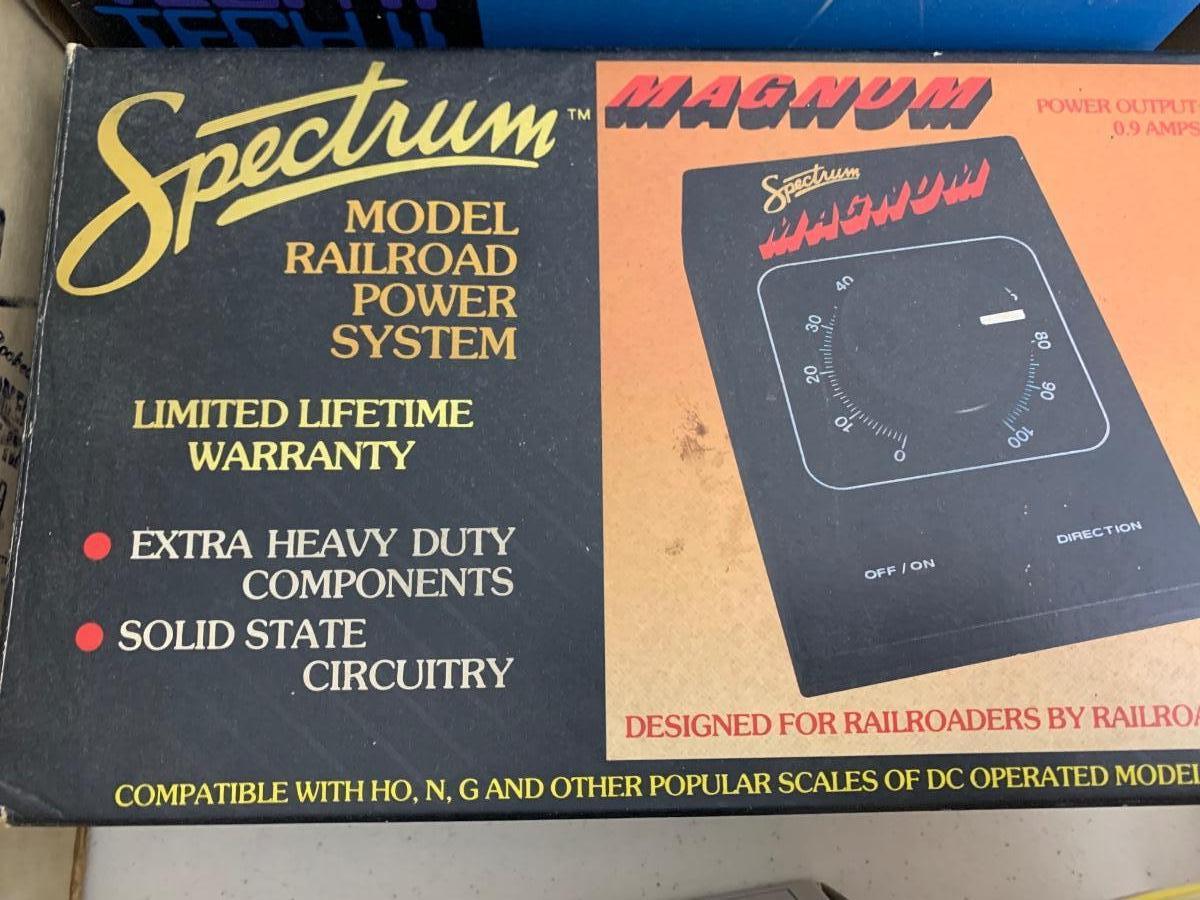 TECH II
Spectrum™
MODEL
RAILROAD
POWER
SYSTEM
LIMITED LIFETIME
WARRANTY
EXTRA HEAVY DUTY
COMPONENTS
SOLID STATE
CIRCUITRY
MAGNUM
POWER OUTPUT
0.9 AMPS
Spectrum
MAGNUM
40
30
20
10
0
80
90
100
OFF / ON
DIRECTION
DESIGNED FOR RAILROADERS BY
COMPATIBLE WITH HO, N, G AND OTHER POPULAR SCALES OF DC OPERATED MODEL